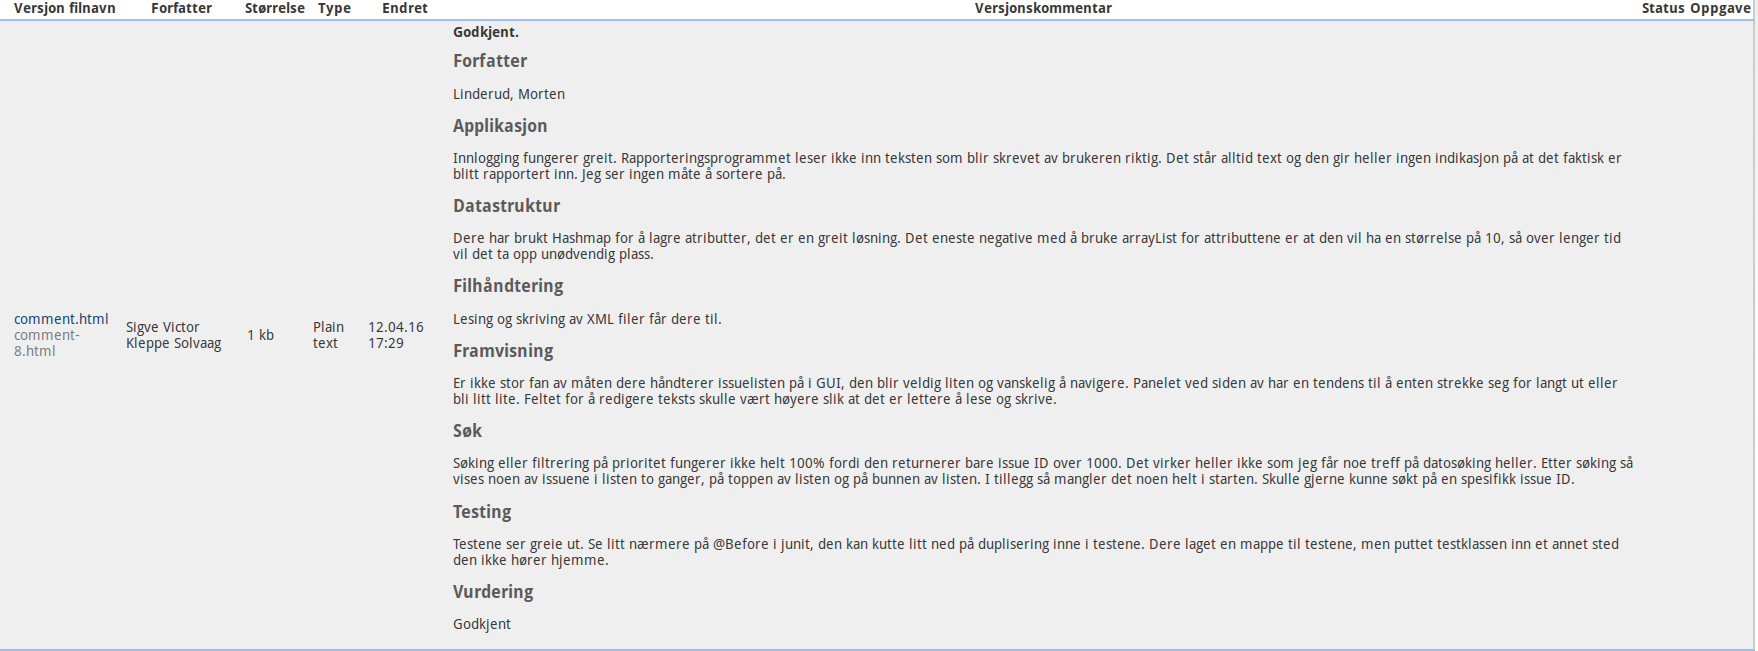 Versjon filnavn Forfatter Størrelse Type Endret Versjonskommentar Status Oppgave
comment.html
comment-
8.html
Sigve Victor
Kleppe Solvaag
1 kb
Plain
text
12.04.16
17:29
Godkjent.
Forfatter
Linderud, Morten
Applikasjon
Innlogging fungerer greit. Rapporteringsprogrammet leser ikke inn teksten som blir skrevet av brukeren riktig. Det står alltid text og den gir heller ingen indikasjon på at det faktisk er
blitt rapportert inn. Jeg ser ingen måte å sortere på.
Datastruktur
Dere har brukt Hashmap for å lagre atributter, det er en greit løsning. Det eneste negative med å bruke arrayList for attributtene er at den vil ha en størrelse på 10, så over lenger tid
vil det ta opp unødvendig plass.
Filhåndtering
Lesing og skriving av XML filer får dere til.
Framvisning
Er ikke stor fan av måten dere håndterer issuelisten på i GUI, den blir veldig liten og vanskelig å navigere. Panelet ved siden av har en tendens til å enten strekke seg for langt ut eller
bli litt lite. Feltet for å redigere teksts skulle vært høyere slik at det er lettere å lese og skrive.
Søk
Søking eller filtrering på prioritet fungerer ikke helt 100% fordi den returnerer bare issue ID over 1000. Det virker heller ikke som jeg får noe treff på datosøking heller. Etter søking så
vises noen av issuene i listen to ganger, på toppen av listen og på bunnen av listen. I tillegg så mangler det noen helt i starten. Skulle gjerne kunne søkt på en spesifikk issue ID.
Testing
Testene ser greie ut. Se litt nærmere på @Before i junit, den kan kutte litt ned på duplisering inne i testene. Dere laget en mappe til testene, men puttet testklassen inn et annet sted
den ikke hører hjemme.
Vurdering
Godkjent